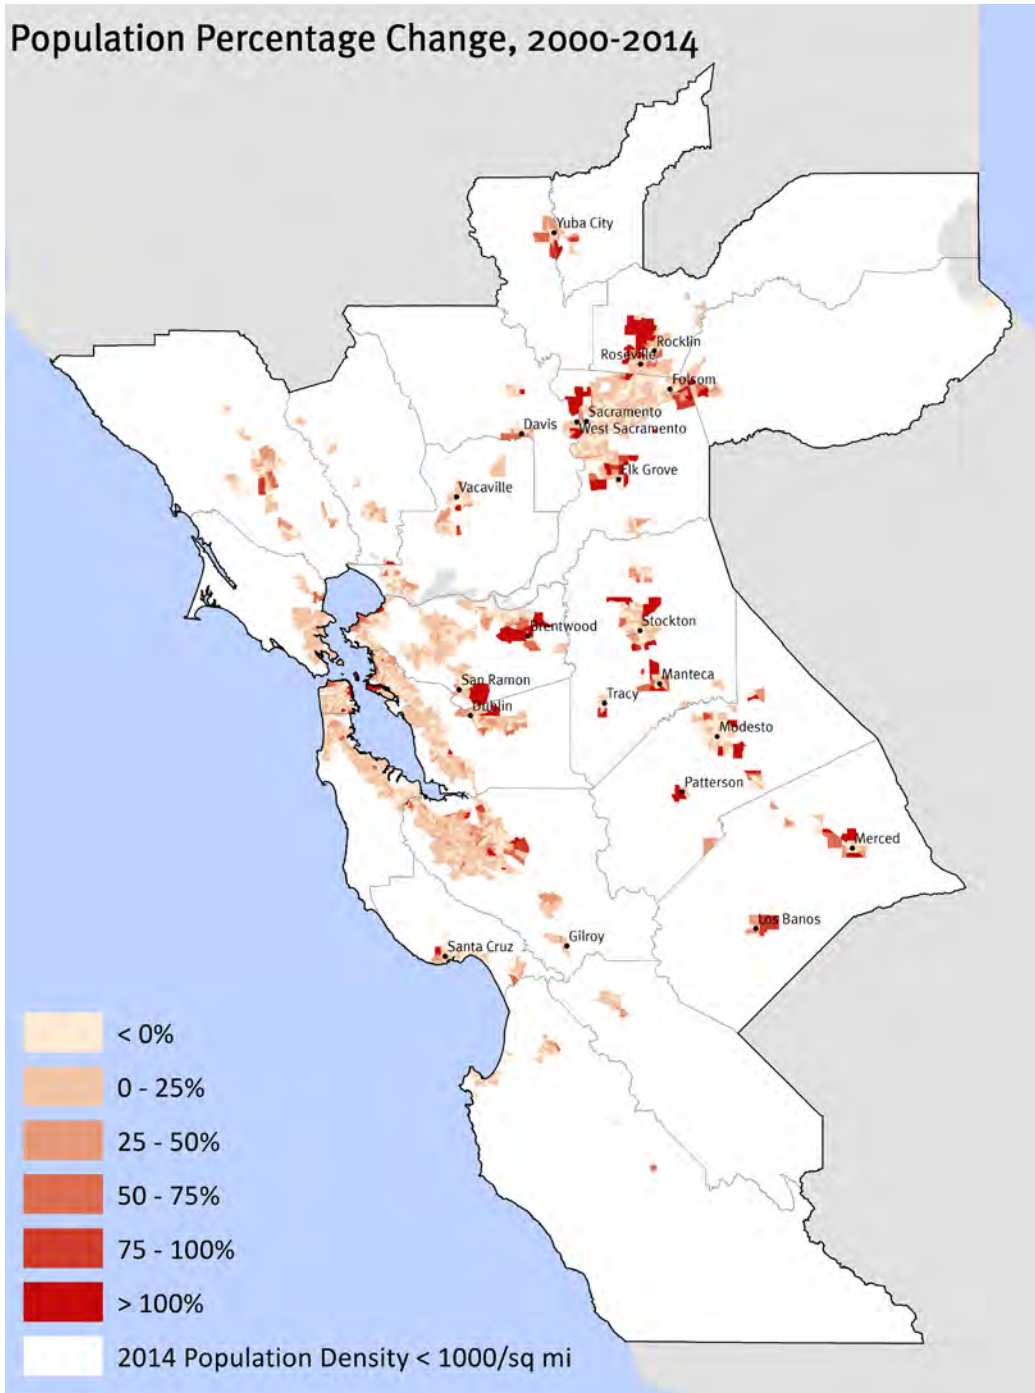 Population Percentage Change, 2000-2014
Yuba City
Rocklin
Roseville
Folsom
Sacramento
Davis
West Sacramento
Elk Grove
Vacaville
Brentwood
Stockton
San Ramon
Manteca
Tracy
Dublin
Modesto
Patterson
Merced
Los Banos
Gilroy
Santa Cruz
< 0%
0 - 25%
25 - 50%
50 - 75%
75 - 100%
> 100%
2014 Population Density < 1000/sq mi